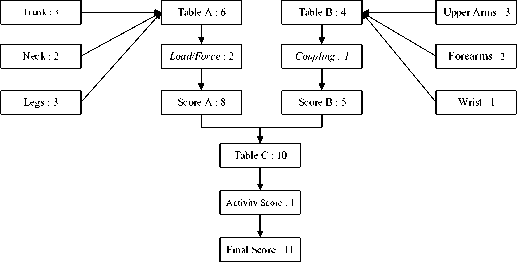 Trunk : 3
Table A : 6
Table B : 4
Upper Arms : 3
Neck : 2
Load/Force : 2
Coupling : 1
Forearms : 2
Legs : 3
Score A : 8
Score B : 5
Wrist : 1
Table C : 10
Activity Score : 1
Final Score : 11